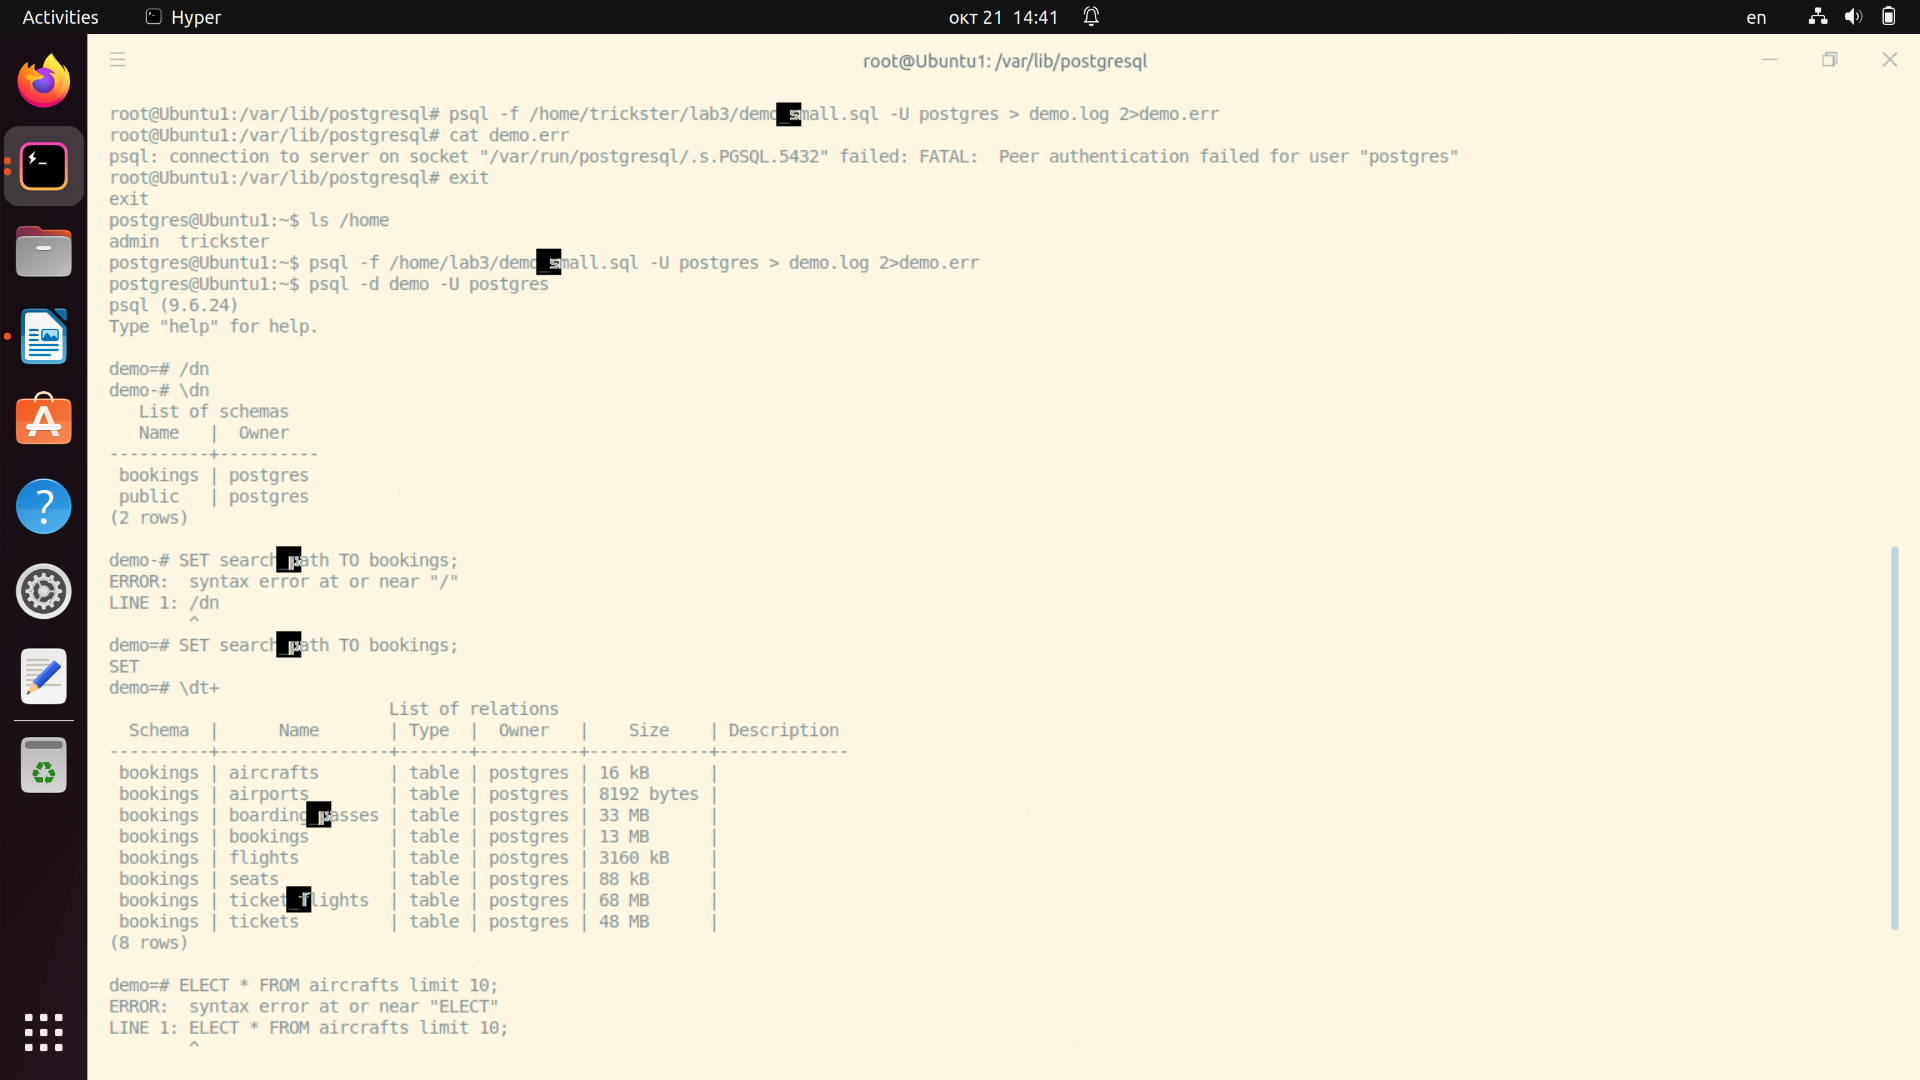 Activities
Hyper
окт 21 14:41
en
root@Ubuntu1: /var/lib/postgresql
root@Ubuntu1:/var/lib/postgresql# psql -f /home/trickster/lab3/demo_small.sql -U postgres > demo.log 2>demo.err
root@Ubuntu1:/var/lib/postgresql# cat demo.err
psql: connection to server on socket "/var/run/postgresql/.s.PGSQL.5432" failed: FATAL:  Peer authentication failed for user "postgres"
root@Ubuntu1:/var/lib/postgresql# exit
exit
postgres@Ubuntu1:~$ ls /home
admin  trickster
postgres@Ubuntu1:~$ psql -f /home/lab3/demo_small.sql -U postgres > demo.log 2>demo.err
postgres@Ubuntu1:~$ psql -d demo -U postgres
psql (9.6.24)
Type "help" for help.
demo=# /dn
demo-# \dn
   List of schemas
   Name   |  Owner
----------+----------
 bookings | postgres
 public   | postgres
(2 rows)
demo-# SET search_path TO bookings;
ERROR:  syntax error at or near "/"
LINE 1: /dn
        ^
demo=# SET search_path TO bookings;
SET
demo=# \dt+
                            List of relations
  Schema  |      Name       | Type  |  Owner   |    Size    | Description
----------+-----------------+-------+----------+------------+-------------
 bookings | aircrafts       | table | postgres | 16 kB      |
 bookings | airports        | table | postgres | 8192 bytes |
 bookings | boarding_passes | table | postgres | 33 MB      |
 bookings | bookings        | table | postgres | 13 MB      |
 bookings | flights         | table | postgres | 3160 kB    |
 bookings | seats           | table | postgres | 88 kB      |
 bookings | ticket_flights  | table | postgres | 68 MB      |
 bookings | tickets         | table | postgres | 48 MB      |
(8 rows)
demo=# ELECT * FROM aircrafts limit 10;
ERROR:  syntax error at or near "ELECT"
LINE 1: ELECT * FROM aircrafts limit 10;
        ^